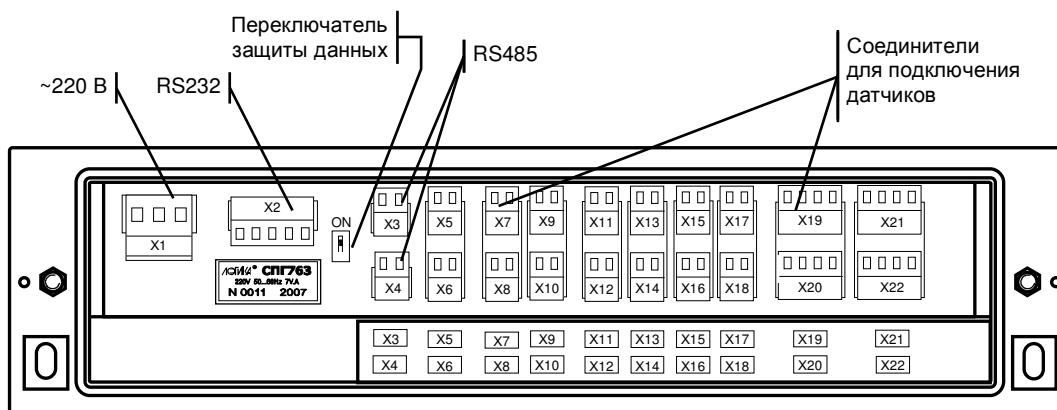 Переключатель
защиты данных
RS485
Соединители
для подключения
датчиков
~220 В
RS232
X1
X2
ON
X3
X5
X7
X9
X11
X13
X15
X17
X19
X21
X4
X6
X8
X10
X12
X14
X16
X18
X20
X22
ЛОГИКА® СПГ763
220V 50...60Hz 7V.A
N 0011 2007
X3
X5
X7
X9
X11
X13
X15
X17
X19
X21
X4
X6
X8
X10
X12
X14
X16
X18
X20
X22